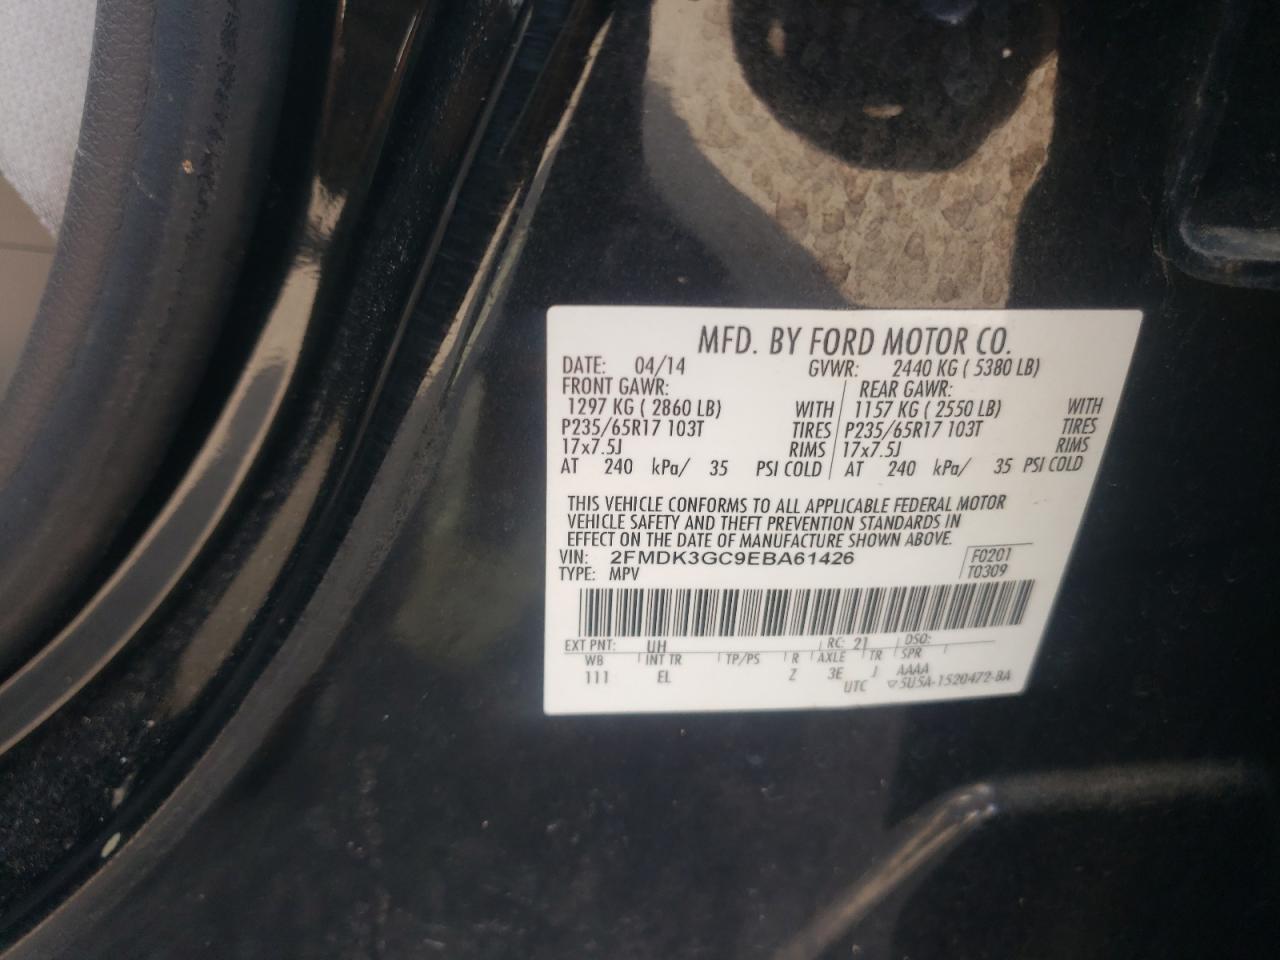 MFD. BY FORD MOTOR CO.
DATE: 04/14 GVWR: 2440 KG ( 5380 LB)
FRONT GAWR: REAR GAWR:
1297 KG ( 2860 LB) WITH 1157 KG ( 2550 LB) WITH
P235/65R17 103T TIRES P235/65R17 103T TIRES
17x7.5J RIMS 17x7.5J RIMS
AT 240 kPa/ 35 PSI COLD AT 240 kPa/ 35 PSI COLD
THIS VEHICLE CONFORMS TO ALL APPLICABLE FEDERAL MOTOR
VEHICLE SAFETY AND THEFT PREVENTION STANDARDS IN
EFFECT ON THE DATE OF MANUFACTURE SHOWN ABOVE.
VIN: 2FMDK3GC9EBA61426 F0201
TYPE: MPV T0309
EXT PNT: UH RC: 21 DSO:
WB INT TR TP/PS R AXLE TR SPR
111 EL Z 3E J AAAA
UTC ▽5U5A-1520472-BA